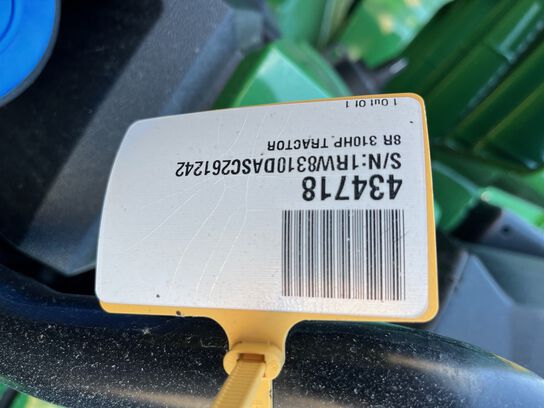 434718
S/N:1RW8310DASC261242
8R 310HP TRACTOR
1 Out Of 1